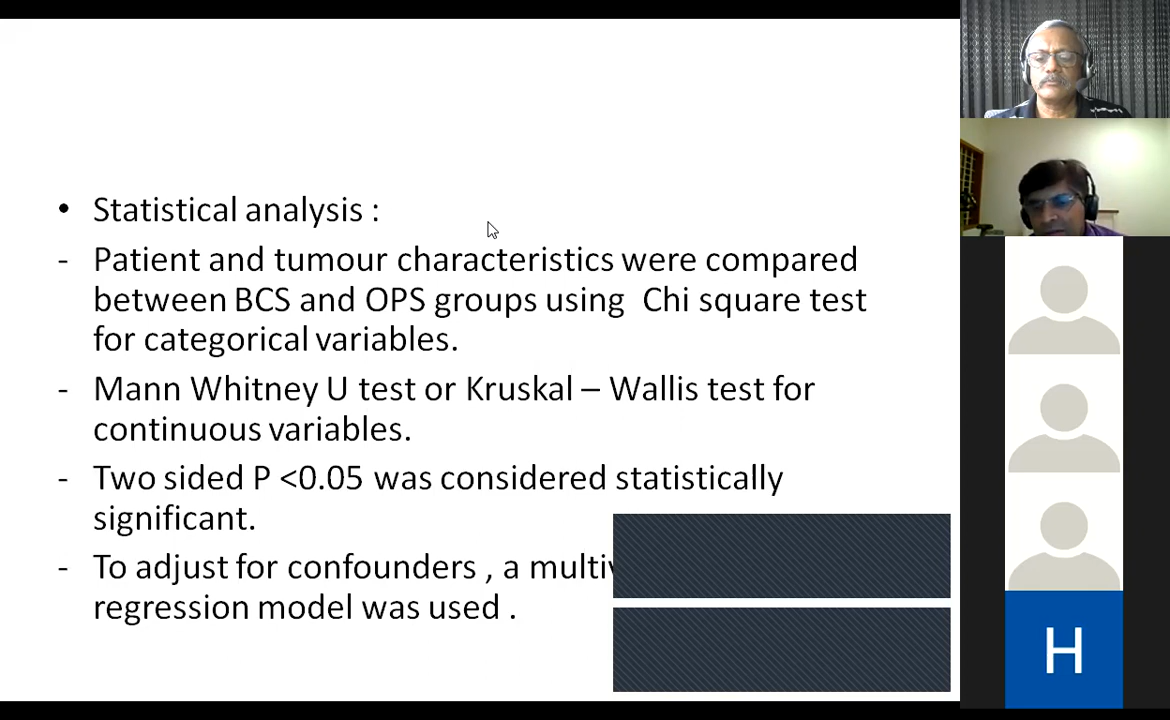 • Statistical analysis :
- Patient and tumour characteristics were compared
between BCS and OPS groups using Chi square test
for categorical variables.
- Mann Whitney U test or Kruskal – Wallis test for
continuous variables.
- Two sided P <0.05 was considered statistically
significant.
- To adjust for confounders , a
regression model was used .
H